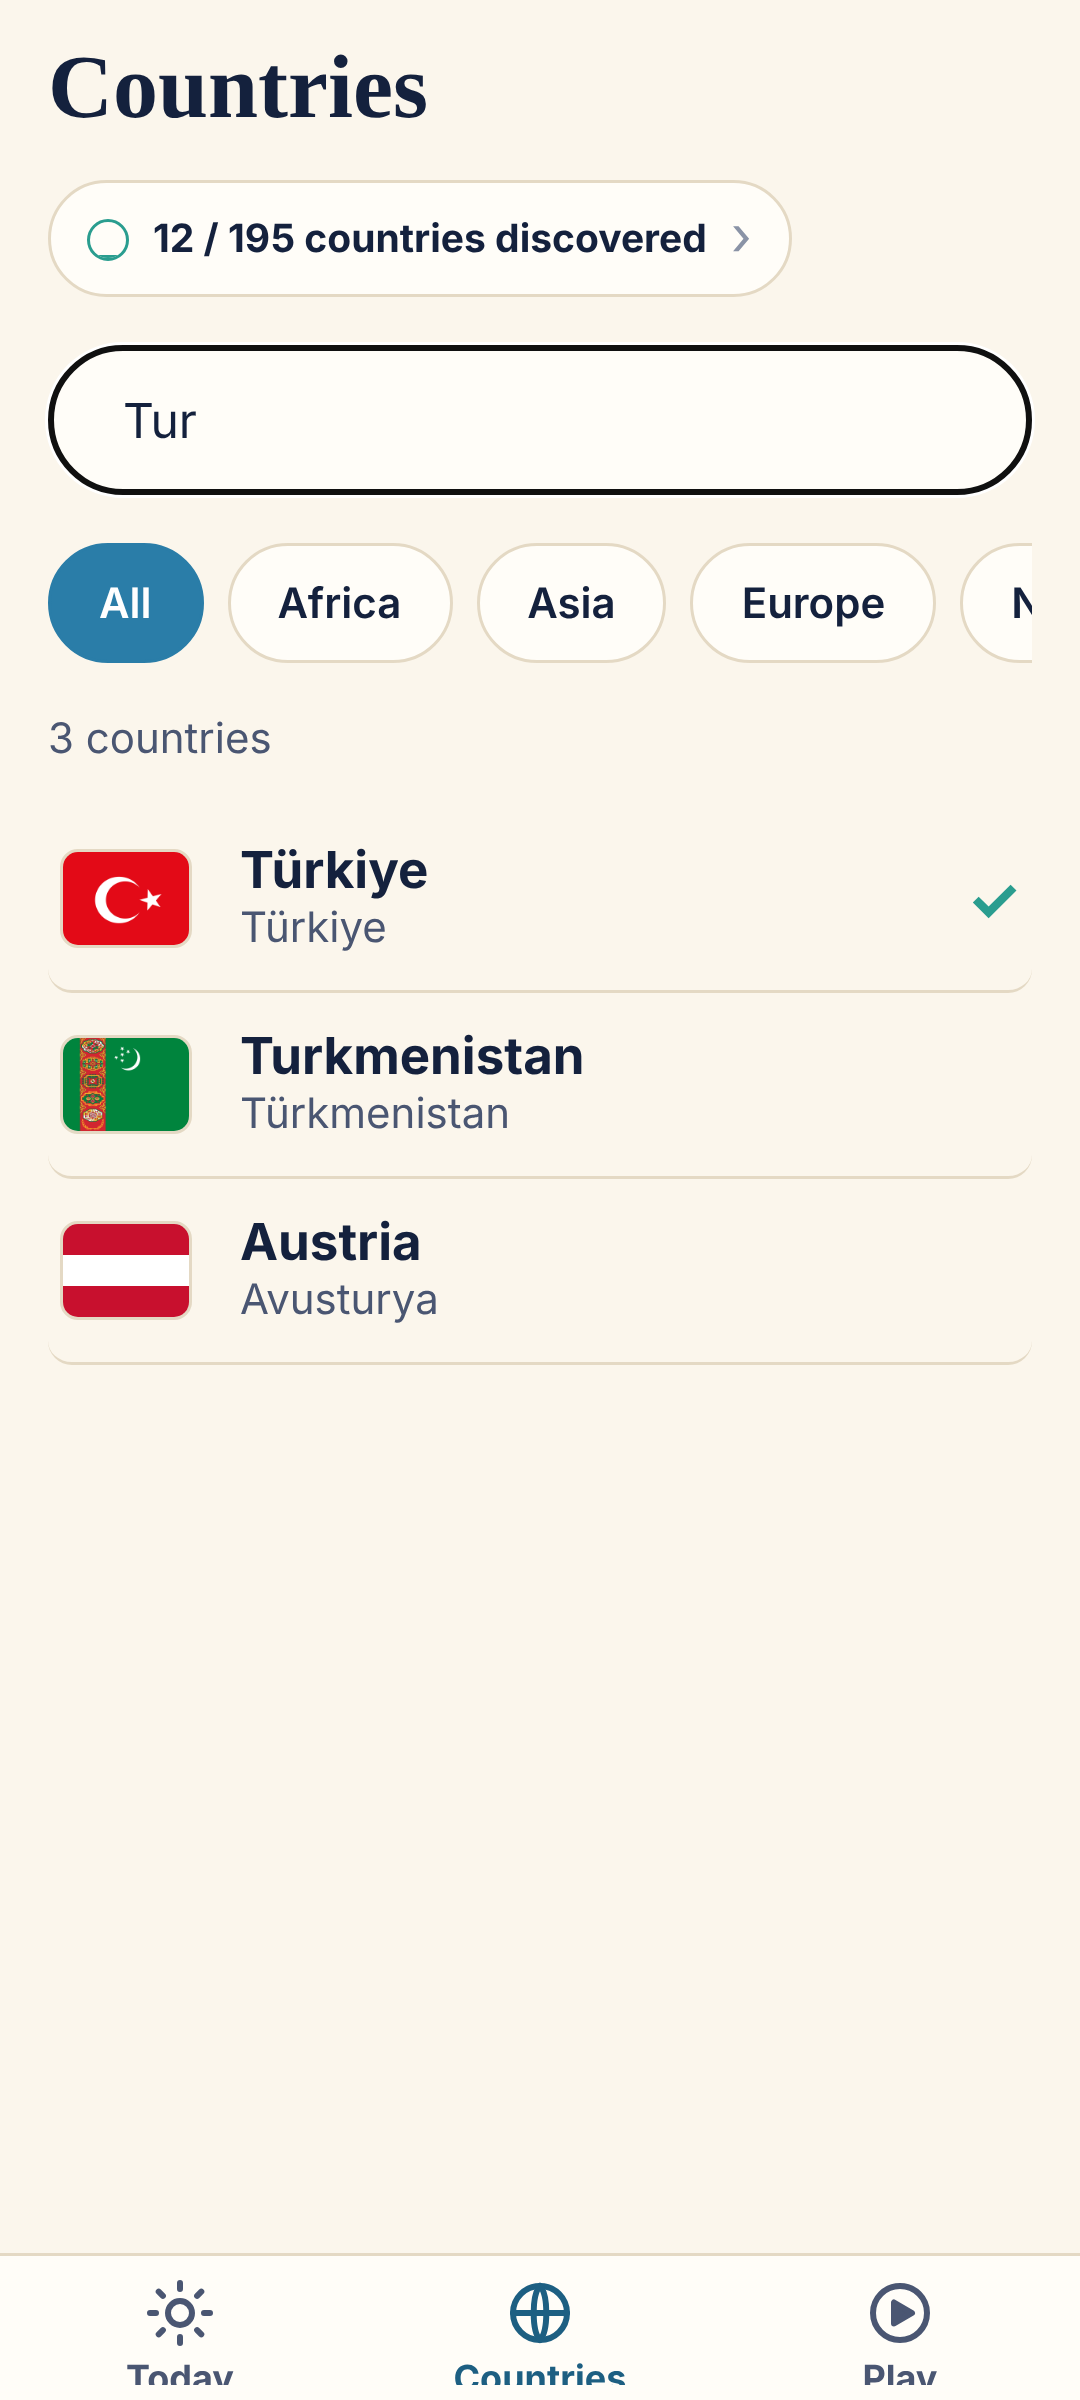 Countries
12 / 195 countries discovered
Tur
All Africa Asia Europe N
3 countries
Türkiye
Türkiye
Turkmenistan
Türkmenistan
Austria
Avusturya
Today Countries Play